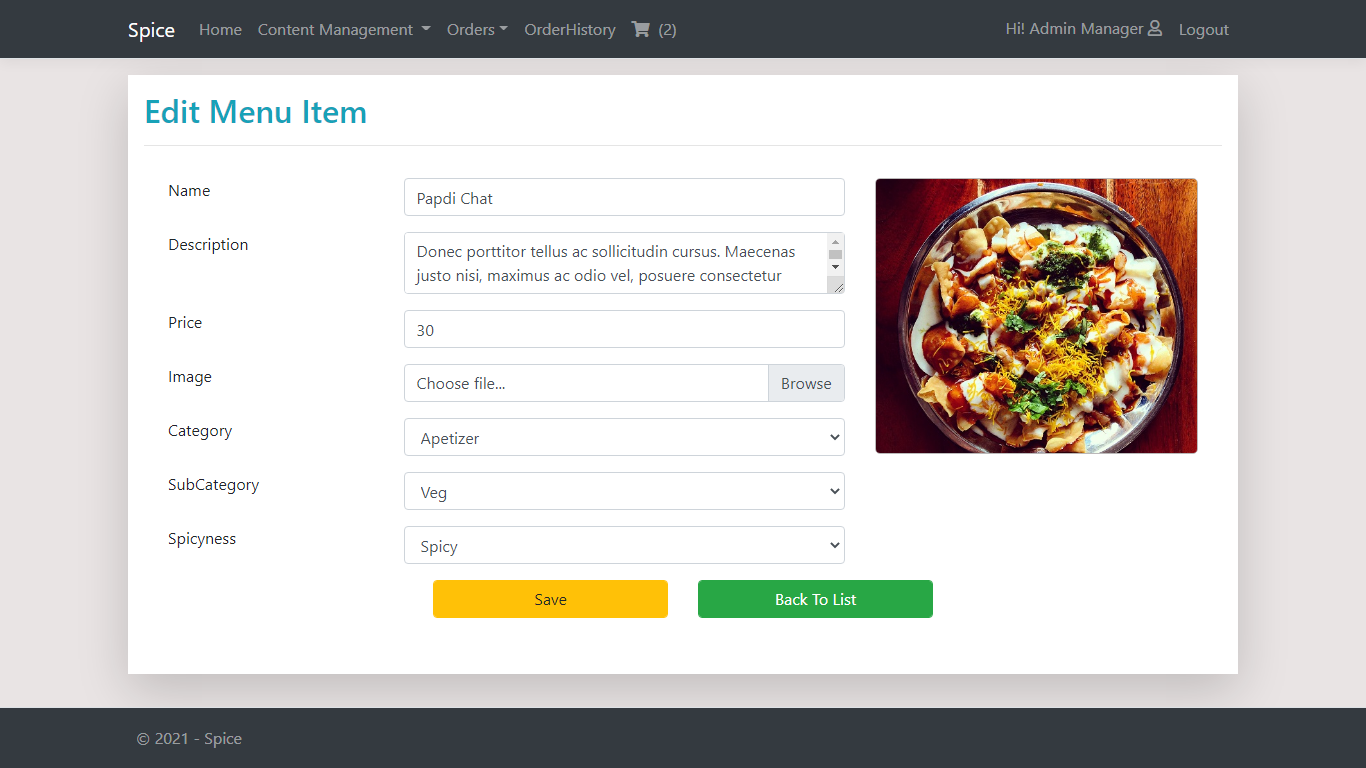 Spice Home Content Management Orders OrderHistory (2) Hi! Admin Manager Logout
Edit Menu Item
Name
Papdi Chat
Description
Donec porttitor tellus ac sollicitudin cursus. Maecenas
justo nisi, maximus ac odio vel, posuere consectetur
Price
30
Image
Choose file... Browse
Category
Apetizer
SubCategory
Veg
Spicyness
Spicy
Save Back To List
© 2021 - Spice